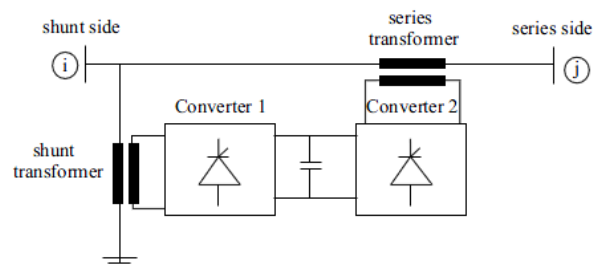 shunt side
series
transformer
series side
i
j
Converter 1
Converter 2
shunt
transformer